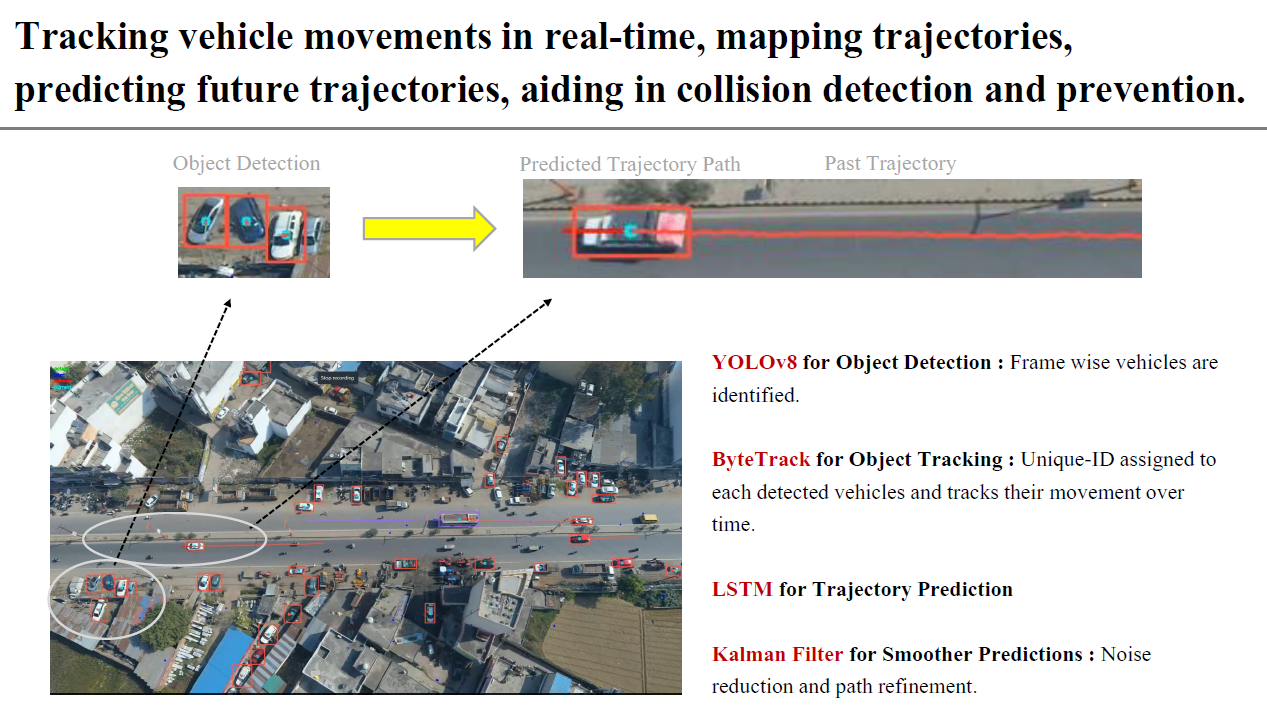 Tracking vehicle movements in real-time, mapping trajectories,
predicting future trajectories, aiding in collision detection and prevention.
Object Detection
Predicted Trajectory Path
Past Trajectory
Stop recording
YOLOv8 for Object Detection : Frame wise vehicles are
identified.
ByteTrack for Object Tracking : Unique-ID assigned to
each detected vehicles and tracks their movement over
time.
LSTM for Trajectory Prediction
Kalman Filter for Smoother Predictions : Noise
reduction and path refinement.